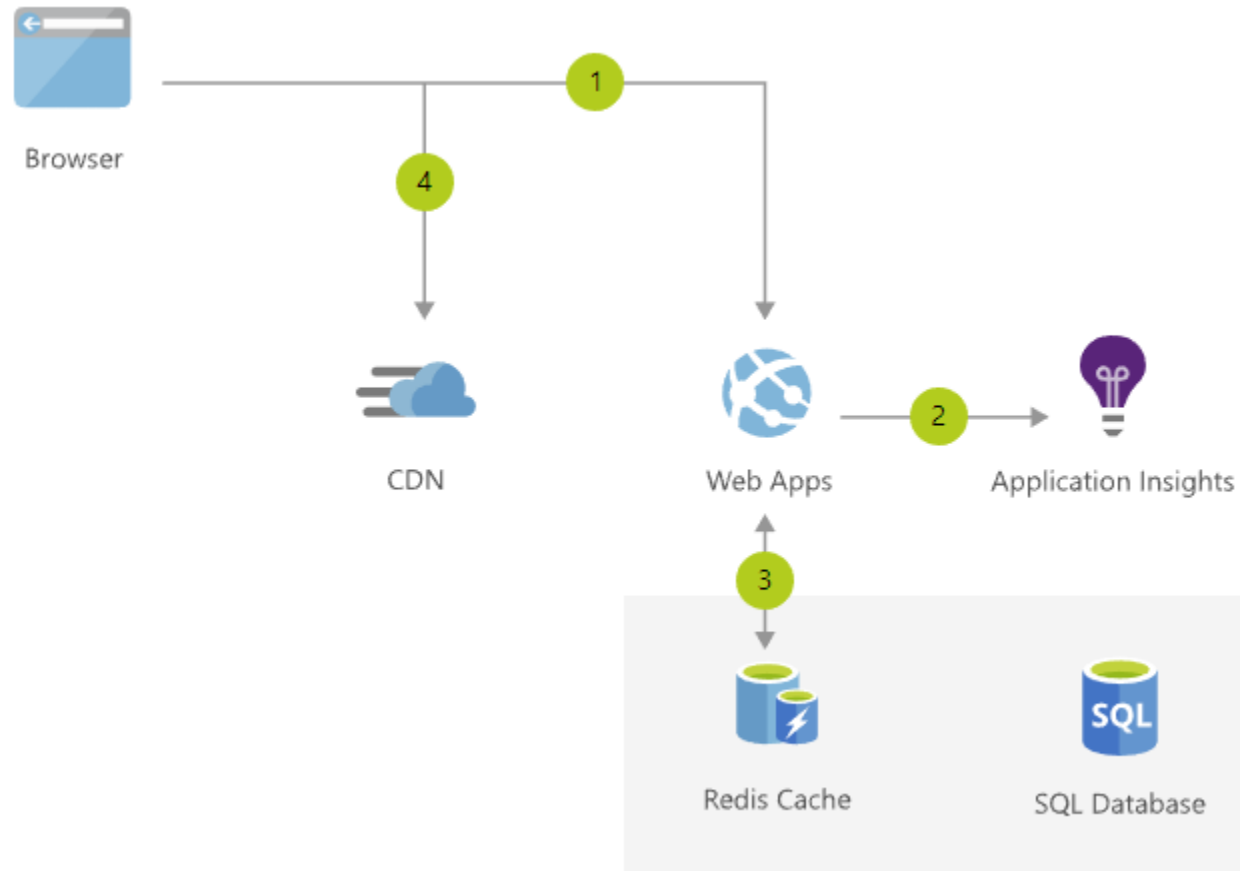 1
Browser
4
2
CDN
Web Apps
Application Insights
3
SQL
Redis Cache
SQL Database